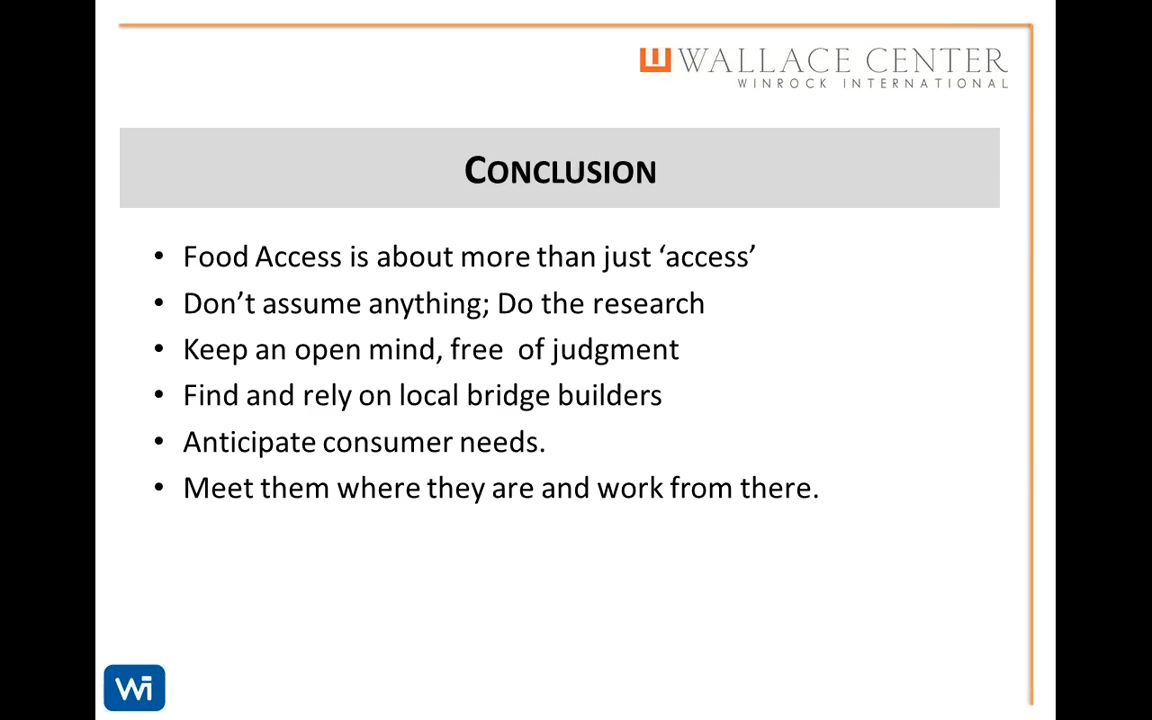 WALLACE CENTER
WINROCK INTERNATIONAL
CONCLUSION
• Food Access is about more than just ‘access’
• Don’t assume anything; Do the research
• Keep an open mind, free  of judgment
• Find and rely on local bridge builders
• Anticipate consumer needs.
• Meet them where they are and work from there.
Wi